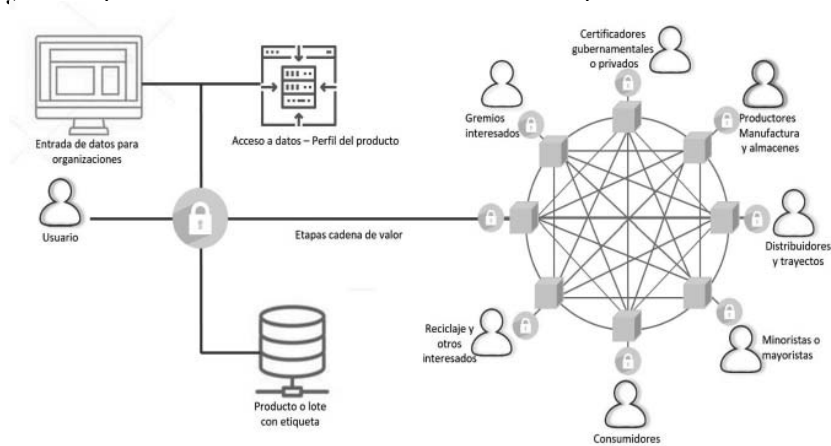 Entrada de datos para
organizaciones
Acceso a datos – Perfil del producto
Usuario
Etapas cadena de valor
Producto o lote
con etiqueta
Certificadores
gubernamentales
o privados
Gremios
interesados
Productores
Manufactura
y almacenes
Distribuidores
y trayectos
Reciclaje y
otros
interesados
Minoristas o
mayoristas
Consumidores